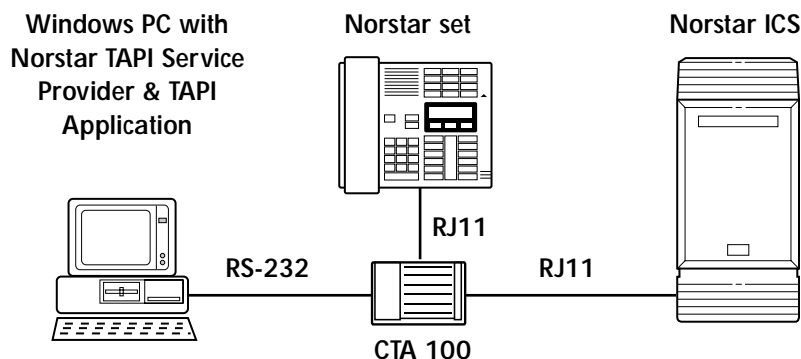 Windows PC with
Norstar TAPI Service
Provider & TAPI
Application
Norstar set
Norstar ICS
RJ11
RS-232
RJ11
CTA 100